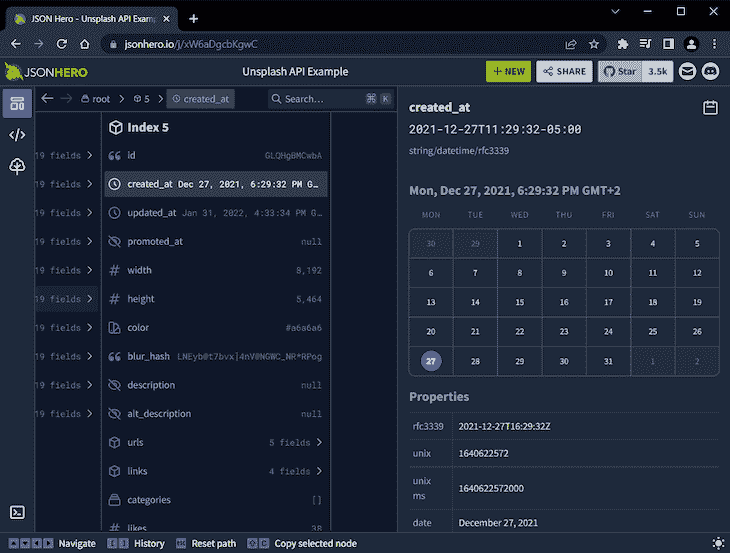 JSON Hero - Unsplash API Exam
jsonhero.io/j/xW6aDgcbKgwC
JSONHERO
Unsplash API Example
+ NEW
SHARE
Star
3.5k
root
5
created_at
Search...
⌘
K
Index 5
19 fields
id
GLQHgBMCwbA
19 fields
created_at
Dec 27, 2021, 6:29:32 PM G...
19 fields
updated_at
Jan 31, 2022, 4:33:34 PM G...
19 fields
promoted_at
null
19 fields
width
8,192
19 fields
height
5,464
19 fields
color
#a6a6a6
19 fields
blur_hash
LNEyb@t7bvx]4nV@NGWC_NR*RPog
19 fields
description
null
19 fields
alt_description
null
urls
5 fields
links
4 fields
categories
[]
likes
38
created_at
2021-12-27T11:29:32-05:00
string/datetime/rfc3339
Mon, Dec 27, 2021, 6:29:32 PM GMT+2
MON TUE WED THU FRI SAT SUN
30 29 1 2 3 4 5
6 7 8 9 10 11 12
13 14 15 16 17 18 19
20 21 22 23 24 25 26
27 28 29 30 31 1 2
Properties
rfc3339
2021-12-27T16:29:32Z
unix
1640622572
unix
ms
1640622572000
date
December 27, 2021
Navigate
History
Reset path
Copy selected node